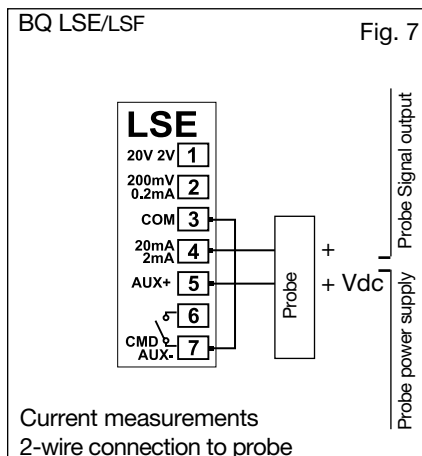 BQ LSE/LSF
Fig. 7
LSE
20V 2V 1
200mV
0.2mA 2
COM 3
20mA
2mA 4
AUX+ 5
6
CMD
AUX- 7
Probe
+
+ Vdc
Probe Signal output
Probe power supply
Current measurements
2-wire connection to probe